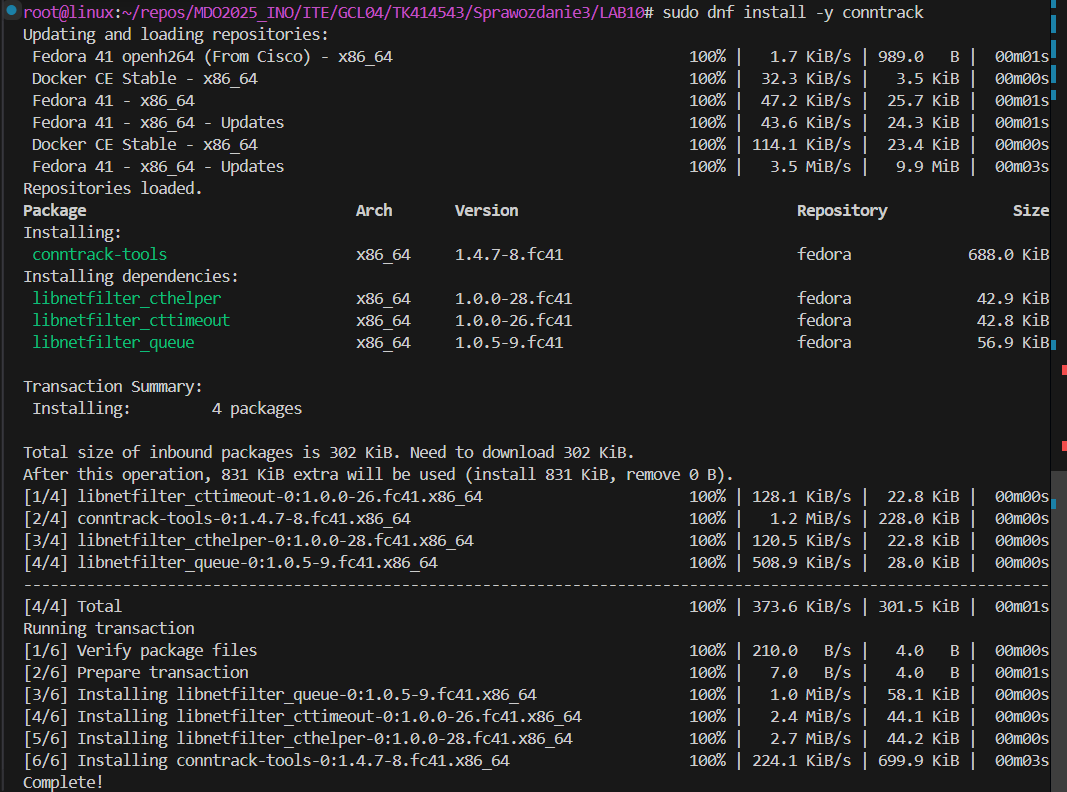 root@linux:~/repos/MDO2025_INO/ITE/GCL04/TK414543/Sprawozdanie3/LAB10# sudo dnf install -y conntrack
Updating and loading repositories:
 Fedora 41 openh264 (From Cisco) - x86_64 100% | 1.7 KiB/s | 989.0 B | 00m01s
 Docker CE Stable - x86_64 100% | 32.3 KiB/s | 3.5 KiB | 00m00s
 Fedora 41 - x86_64 100% | 47.2 KiB/s | 25.7 KiB | 00m01s
 Fedora 41 - x86_64 - Updates 100% | 43.6 KiB/s | 24.3 KiB | 00m01s
 Docker CE Stable - x86_64 100% | 114.1 KiB/s | 23.4 KiB | 00m00s
 Fedora 41 - x86_64 - Updates 100% | 3.5 MiB/s | 9.9 MiB | 00m03s
Repositories loaded.
Package Arch Version Repository Size
Installing:
 conntrack-tools x86_64 1.4.7-8.fc41 fedora 688.0 KiB
Installing dependencies:
 libnetfilter_cthelper x86_64 1.0.0-28.fc41 fedora 42.9 KiB
 libnetfilter_cttimeout x86_64 1.0.0-26.fc41 fedora 42.8 KiB
 libnetfilter_queue x86_64 1.0.5-9.fc41 fedora 56.9 KiB
Transaction Summary:
 Installing: 4 packages
Total size of inbound packages is 302 KiB. Need to download 302 KiB.
After this operation, 831 KiB extra will be used (install 831 KiB, remove 0 B).
[1/4] libnetfilter_cttimeout-0:1.0.0-26.fc41.x86_64 100% | 128.1 KiB/s | 22.8 KiB | 00m00s
[2/4] conntrack-tools-0:1.4.7-8.fc41.x86_64 100% | 1.2 MiB/s | 228.0 KiB | 00m00s
[3/4] libnetfilter_cthelper-0:1.0.0-28.fc41.x86_64 100% | 120.5 KiB/s | 22.8 KiB | 00m00s
[4/4] libnetfilter_queue-0:1.0.5-9.fc41.x86_64 100% | 508.9 KiB/s | 28.0 KiB | 00m00s
--------------------------------------------------------------------------------
[4/4] Total 100% | 373.6 KiB/s | 301.5 KiB | 00m01s
Running transaction
[1/6] Verify package files 100% | 210.0 B/s | 4.0 B | 00m00s
[2/6] Prepare transaction 100% | 7.0 B/s | 4.0 B | 00m01s
[3/6] Installing libnetfilter_queue-0:1.0.5-9.fc41.x86_64 100% | 1.0 MiB/s | 58.1 KiB | 00m00s
[4/6] Installing libnetfilter_cttimeout-0:1.0.0-26.fc41.x86_64 100% | 2.4 MiB/s | 44.1 KiB | 00m00s
[5/6] Installing libnetfilter_cthelper-0:1.0.0-28.fc41.x86_64 100% | 2.7 MiB/s | 44.2 KiB | 00m00s
[6/6] Installing conntrack-tools-0:1.4.7-8.fc41.x86_64 100% | 224.1 KiB/s | 699.9 KiB | 00m03s
Complete!